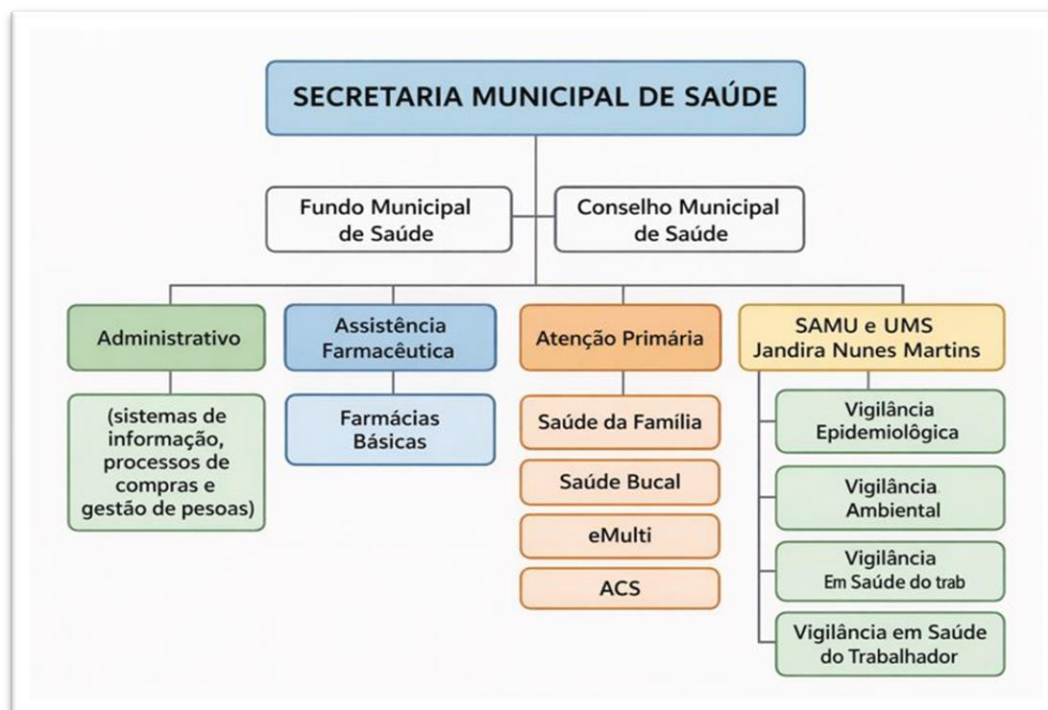 SECRETARIA MUNICIPAL DE SAÚDE
Fundo Municipal
de Saúde
Conselho Municipal
de Saúde
Administrativo
(sistemas de
informação,
processos de
compras e
gestão de pesoas)
Assistência
Farmacêutica
Farmácias
Básicas
Atenção Primária
Saúde da Família
Saúde Bucal
eMulti
ACS
SAMU e UMS
Jandira Nunes Martins
Vigilância
Epidemiológica
Vigilância
Ambiental
Vigilância
Em Saúde do trab
Vigilância em Saúde
do Trabalhador